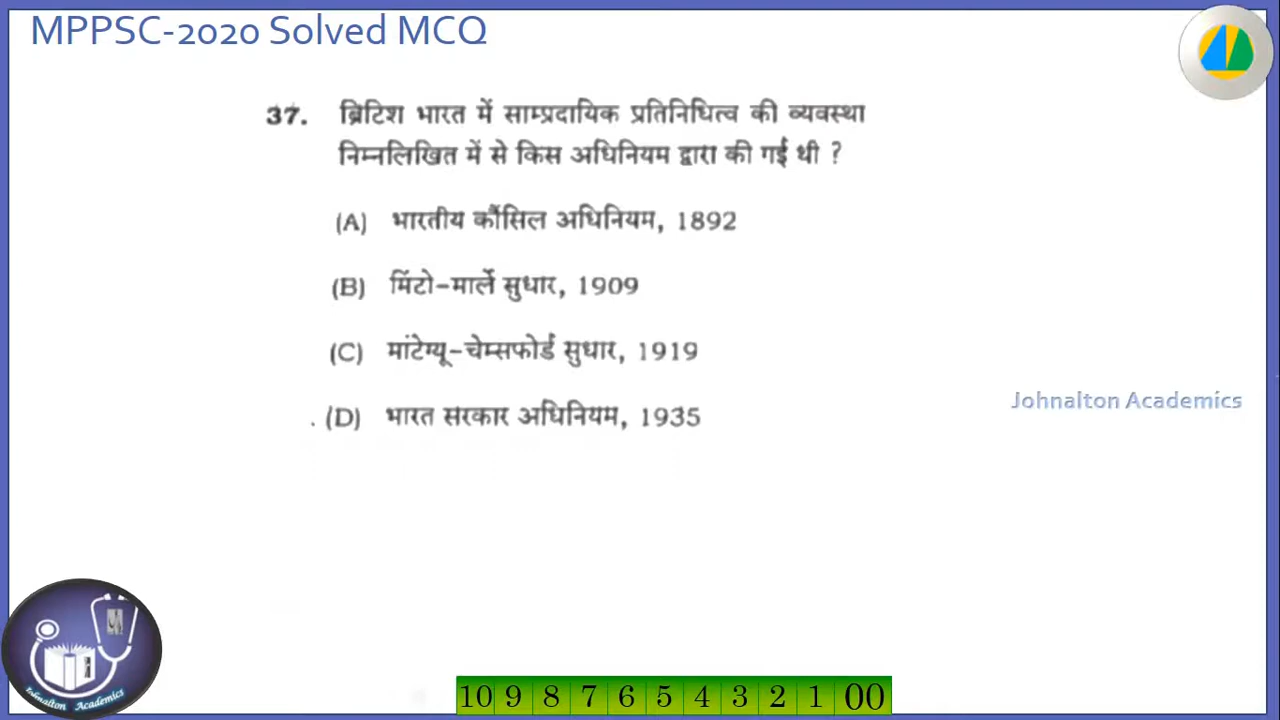 MPPSC-2020 Solved MCQ
37. ब्रिटिश भारत में साम्प्रदायिक प्रतिनिधित्व की व्यवस्था
निम्नलिखित में से किस अधिनियम द्वारा की गई थी ?
(A) भारतीय कौंसिल अधिनियम, 1892
(B) मिंटो-मार्ले सुधार, 1909
(C) मांटेग्यू-चेम्सफोर्ड सुधार, 1919
. (D) भारत सरकार अधिनियम, 1935
Johnalton Academics
Johnalton Academics
10 9 8 7 6 5 4 3 2 1 00